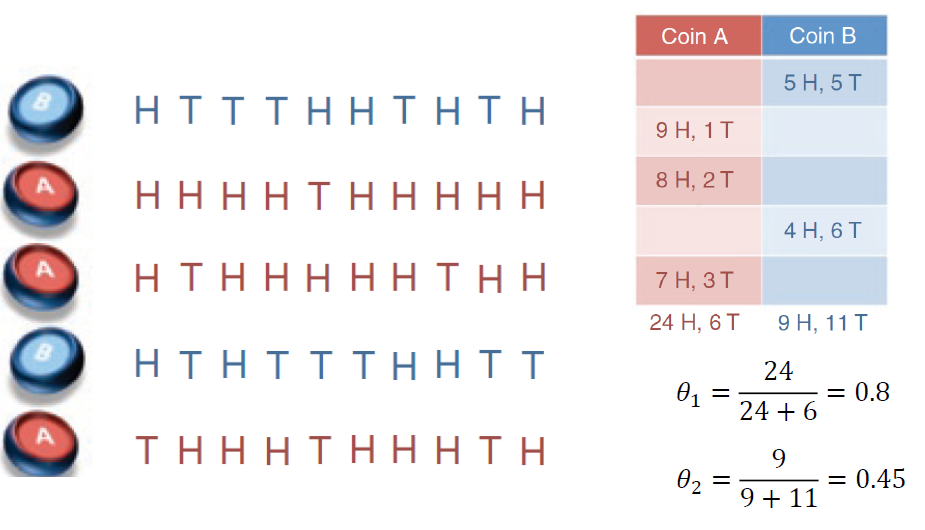 Coin A Coin B
B H T T T H H T H T H 5 H, 5 T
A H H H H T H H H H H 9 H, 1 T
A H T H H H H H T H H 8 H, 2 T
B H T H T T T H H T T 4 H, 6 T
A T H H H T H H H T H 7 H, 3 T
24 H, 6 T 9 H, 11 T
θ₁ = 24/(24 + 6) = 0.8
θ₂ = 9/(9 + 11) = 0.45